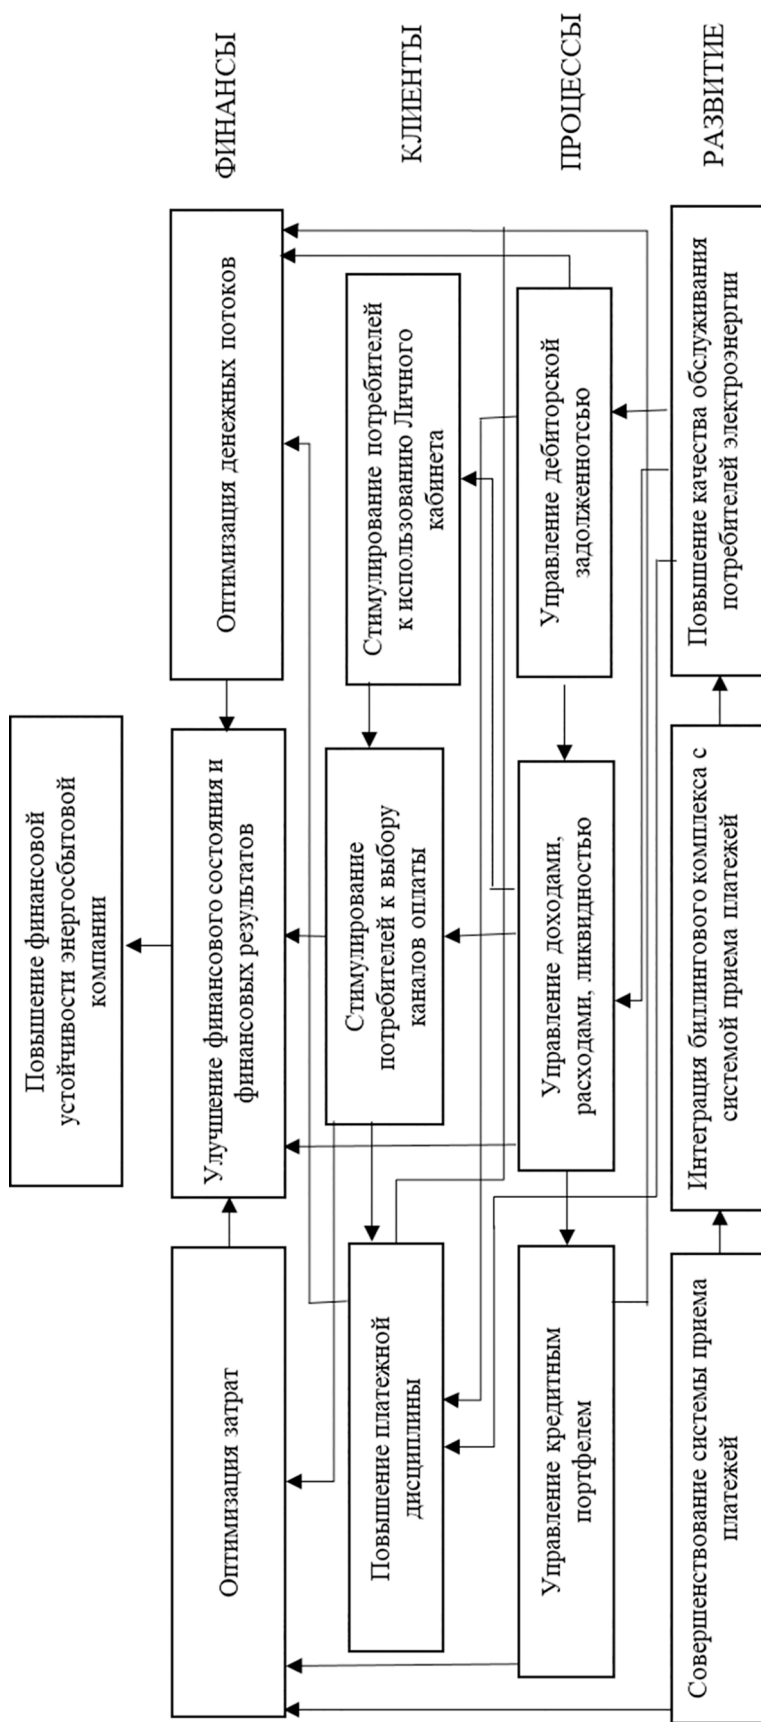 Повышение финансовой
устойчивости энергосбытовой
компании
Оптимизация затрат
Улучшение финансового состояния и
финансовых результатов
Оптимизация денежных потоков
ФИНАНСЫ
Повышение платежной
дисциплины
Стимулирование
потребителей к выбору
каналов оплаты
Стимулирование потребителей
к использованию Личного
кабинета
КЛИЕНТЫ
Управление кредитным
портфелем
Управление доходами,
расходами, ликвидностью
Управление дебиторской
задолженнотсью
ПРОЦЕССЫ
Совершенствование системы приема
платежей
Интеграция биллингового комплекса с
системой приема платежей
Повышение качества обслуживания
потребителей электроэнергии
РАЗВИТИЕ